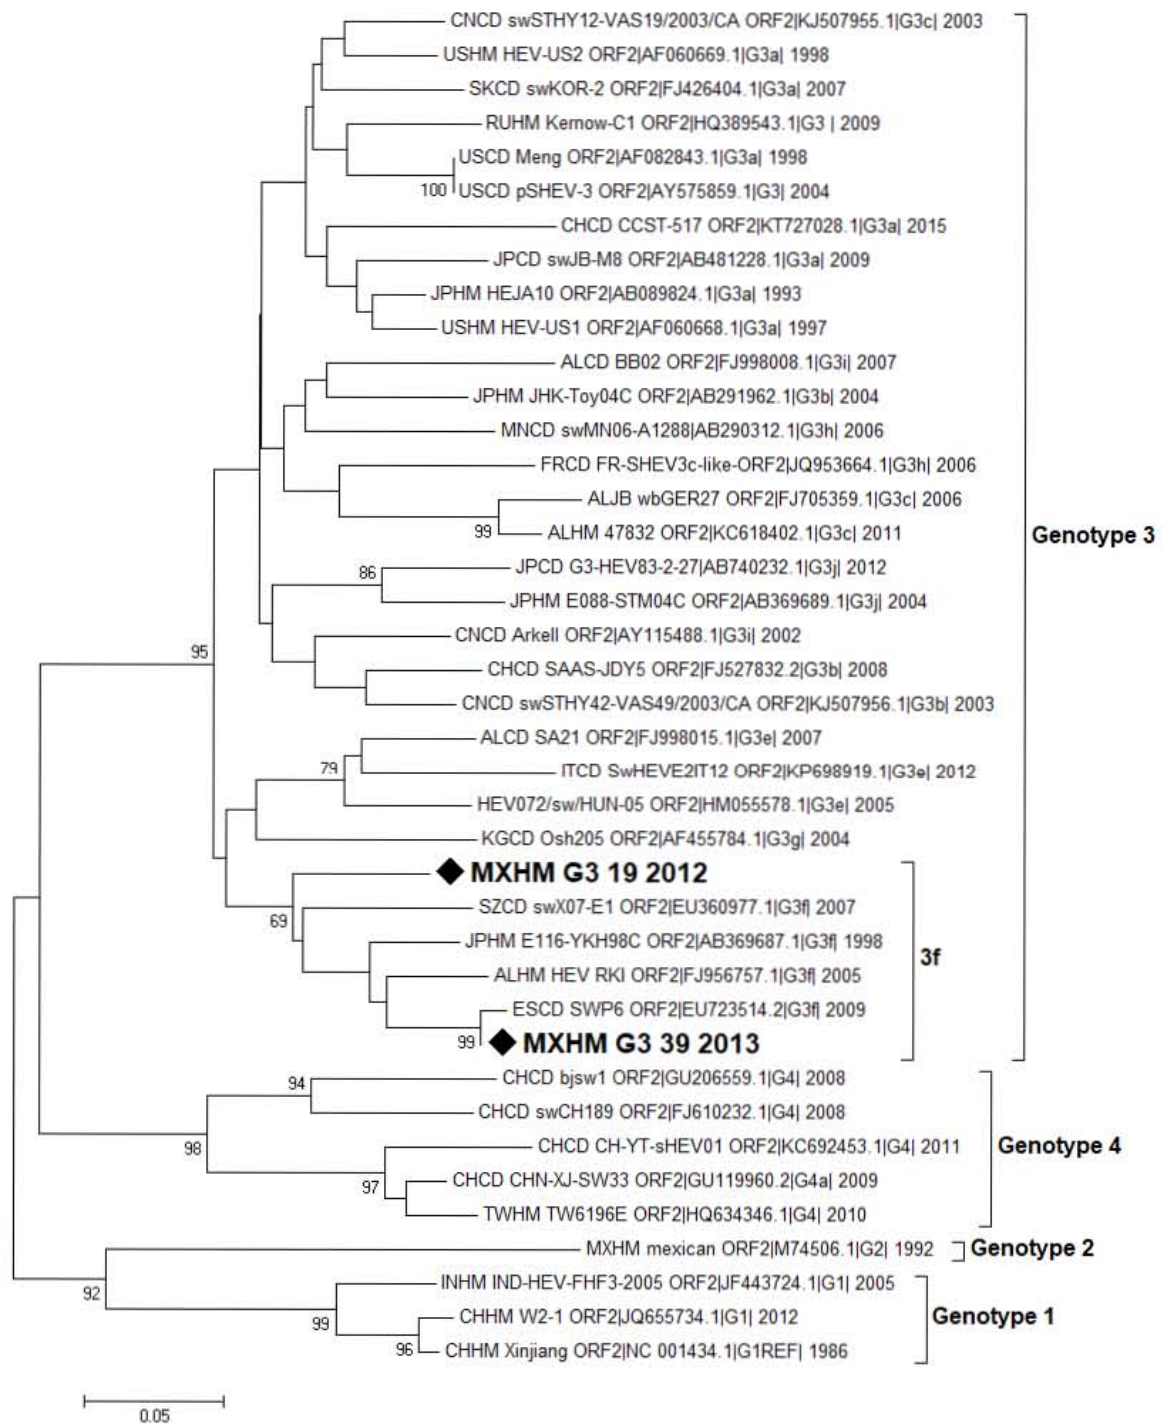 CNCD swSTHY12-VAS19/2003/CA ORF2|KJ507955.1|G3c| 2003
USHM HEV-US2 ORF2|AF060669.1|G3a| 1998
SKCD swKOR-2 ORF2|FJ426404.1|G3a| 2007
RUHM Kernow-C1 ORF2|HQ389543.1|G3 | 2009
USCD Meng ORF2|AF082843.1|G3a| 1998
100 USCD pSHEV-3 ORF2|AY575859.1|G3| 2004
CHCD CCST-517 ORF2|KT727028.1|G3a| 2015
JPCD swJB-M8 ORF2|AB481228.1|G3a| 2009
JPHM HEJA10 ORF2|AB089824.1|G3a| 1993
USHM HEV-US1 ORF2|AF060668.1|G3a| 1997
ALCD BB02 ORF2|FJ998008.1|G3i| 2007
JPHM JHK-Toy04C ORF2|AB291962.1|G3b| 2004
MNCD swMN06-A1288|AB290312.1|G3h| 2006
FRCD FR-SHEV3c-like-ORF2|JQ953664.1|G3h| 2006
ALJB wbGER27 ORF2|FJ705359.1|G3c| 2006
99 ALHM 47832 ORF2|KC618402.1|G3c| 2011
Genotype 3
86 JPCD G3-HEV83-2-27|AB740232.1|G3j| 2012
JPHM E088-STM04C ORF2|AB369689.1|G3j| 2004
CNCD Arkell ORF2|AY115488.1|G3i| 2002
95
CHCD SAAS-JDY5 ORF2|FJ527832.2|G3b| 2008
CNCD swSTHY42-VAS49/2003/CA ORF2|KJ507956.1|G3b| 2003
ALCD SA21 ORF2|FJ998015.1|G3e| 2007
79 ITCD SwHEVE2IT12 ORF2|KP698919.1|G3e| 2012
HEV072/sw/HUN-05 ORF2|HM055578.1|G3e| 2005
KGCD Osh205 ORF2|AF455784.1|G3g| 2004
MXHM G3 19 2012
69 SZCD swX07-E1 ORF2|EU360977.1|G3f| 2007
JPHM E116-YKH98C ORF2|AB369687.1|G3f| 1998
3f
ALHM HEV RKI ORF2|FJ956757.1|G3f| 2005
ESCD SWP6 ORF2|EU723514.2|G3f| 2009
99 MXHM G3 39 2013
94 CHCD bjsw1 ORF2|GU206559.1|G4| 2008
CHCD swCH189 ORF2|FJ610232.1|G4| 2008
98 CHCD CH-YT-sHEV01 ORF2|KC692453.1|G4| 2011
Genotype 4
97 CHCD CHN-XJ-SW33 ORF2|GU119960.2|G4a| 2009
TWHM TW6196E ORF2|HQ634346.1|G4| 2010
MXHM mexican ORF2|M74506.1|G2| 1992 Genotype 2
92 INHM IND-HEV-FHF3-2005 ORF2|JF443724.1|G1| 2005
99 CHHM W2-1 ORF2|JQ655734.1|G1| 2012 Genotype 1
96 CHHM Xinjiang ORF2|NC 001434.1|G1REF| 1986
0.05